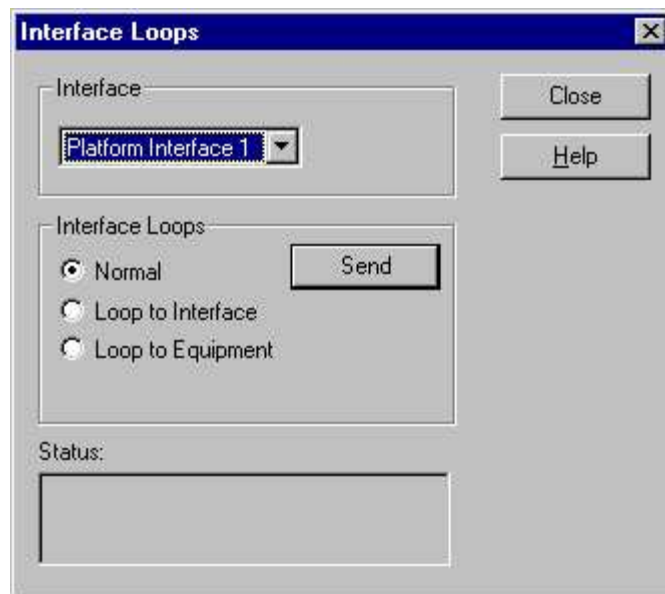 Interface Loops
Interface
Close
Platform Interface 1
Help
Interface Loops
Normal
Send
Loop to Interface
Loop to Equipment
Status: